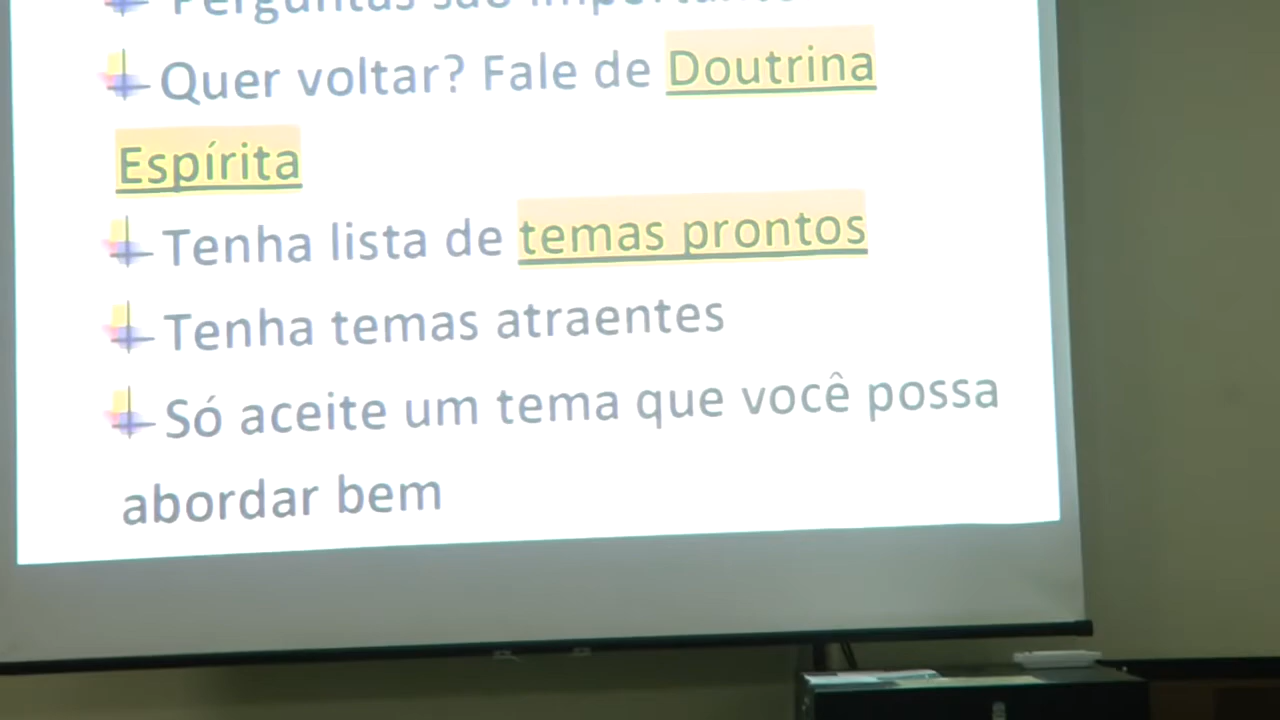 Perguntas são importantes
Quer voltar? Fale de Doutrina
Espírita
Tenha lista de temas prontos
Tenha temas atraentes
Só aceite um tema que você possa
abordar bem